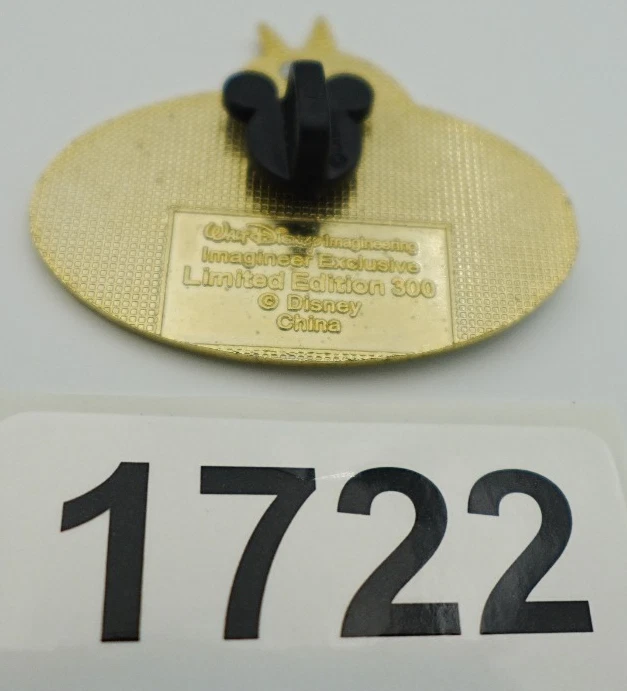 Walt Disney Imagineering
Imagineer Exclusive
Limited Edition 300
© Disney
China
1722